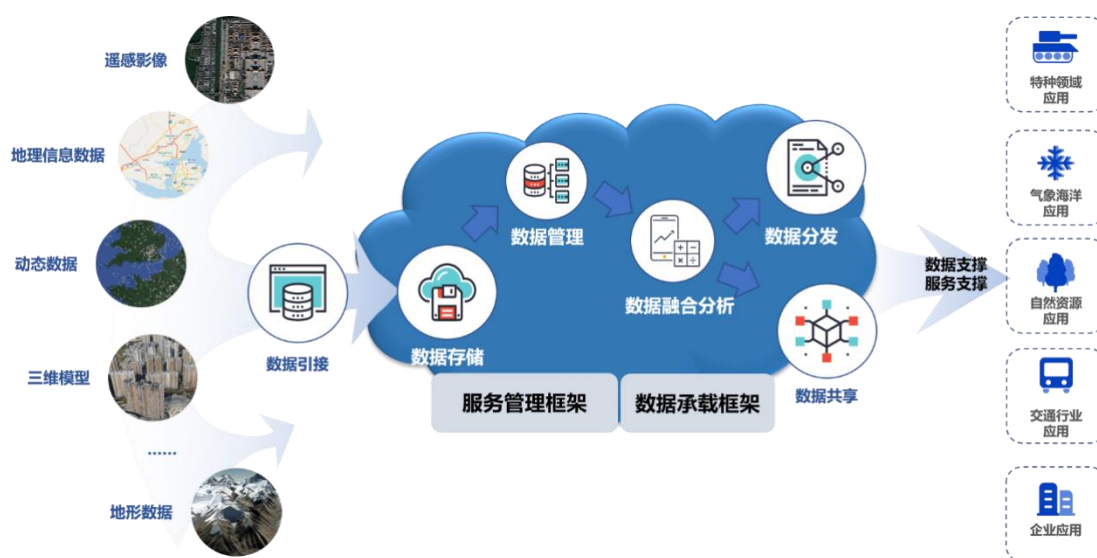 遥感影像
地理信息数据
动态数据
三维模型
......
地形数据
数据引接
数据存储
数据管理
数据融合分析
数据分发
数据共享
服务管理框架
数据承载框架
数据支撑
服务支撑
特种领域
应用
气象海洋
应用
自然资源
应用
交通行业
应用
企业应用